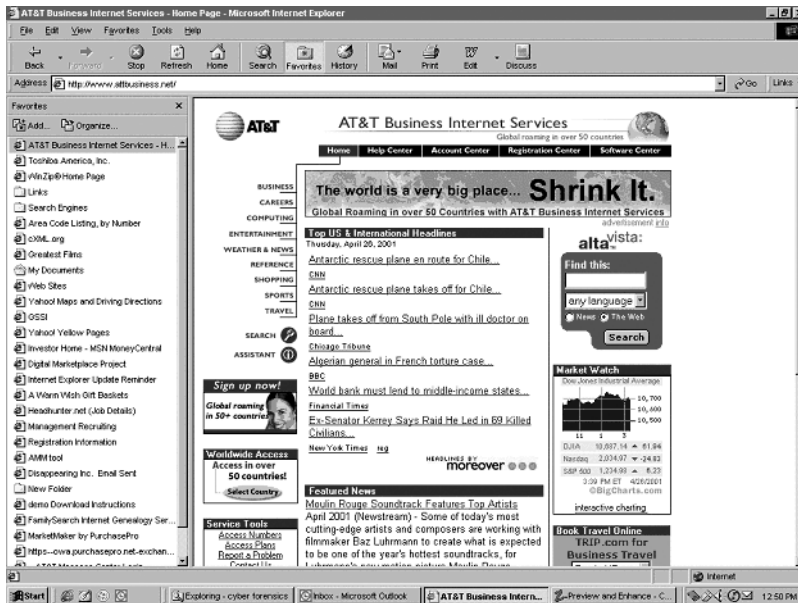 AT&T Business Internet Services - Home Page - Microsoft Internet Explorer
File Edit View Favorites Tools Help
Back Forward Stop Refresh Home Search Favorites History Mail Print Edit Discuss
Address http://www.attbusiness.net/ Go Links
Favorites
Add... Organize...
AT&T Business Internet Services - H...
Toshiba America, Inc.
WinZip® Home Page
Links
Search Engines
Area Code Listing, by Number
cXML.org
Greatest Films
My Documents
Web Sites
Yahoo! Maps and Driving Directions
GSSI
Yahoo! Yellow Pages
Investor Home - MSN MoneyCentral
Digital Marketplace Project
Internet Explorer Update Reminder
A Warm Wish Gift Baskets
Headhunter.net (Job Details)
Management Recruiting
Registration Information
AMM tool
Disappearing Inc. Email Sent
New Folder
demo Download Instructions
FamilySearch Internet Genealogy Ser...
MarketMaker by PurchasePro
https--owa.purchasepro.net-exchan...
AT&T
AT&T Business Internet Services
Global roaming in over 50 countries
Home Help Center Account Center Registration Center Software Center
BUSINESS
CAREERS
COMPUTING
ENTERTAINMENT
WEATHER & NEWS
REFERENCE
SHOPPING
SPORTS
TRAVEL
SEARCH
ASSISTANT
Sign up now!
Global roaming
in 50+ countries
Worldwide Access
Access in over
50 countries!
Select Country
Service Tools
Access Numbers
Access Plans
Report a Problem
Contact Us
The world is a very big place... Shrink It.
Global Roaming in over 50 Countries with AT&T Business Internet Services
advertisement info
Top US & International Headlines
Thursday, April 26, 2001
Antarctic rescue plane en route for Chile...
CNN
Antarctic rescue plane takes off for Chile...
CNN
Plane takes off from South Pole with ill doctor on
board...
Chicago Tribune
Algerian general in French torture case...
BBC
World bank must lend to middle-income states...
Financial Times
Ex-Senator Kerrey Says Raid He Led in 69 Killed
Civilians...
New York Times reg
HEADLINES BY
moreover
Featured News
Moulin Rouge Soundtrack Features Top Artists
April 2001 (Newstream) - Some of today's most
cutting-edge artists and composers are working with
filmmaker Baz Luhrmann to create what is expected
to be one of the year's hottest soundtracks, for
Luhrmann's new motion picture Moulin Rouge
altavista:
Find this:
any language
News The Web
Search
Market Watch
Dow Jones Industrial Average
10,700
10,600
10,500
11 1 3
DJIA 61.94
Nasdaq 2,034.97 -24.83
S&P 500 1,234.93 6.23
3:39 PM ET 4/26/2001
©BigCharts.com
interactive charting
Book Travel Online
TRIP.com for
Business Travel
Internet
Start Exploring - cyber forensics Inbox - Microsoft Outlook AT&T Business Intern... Preview and Enhance - C... 12:50 PM